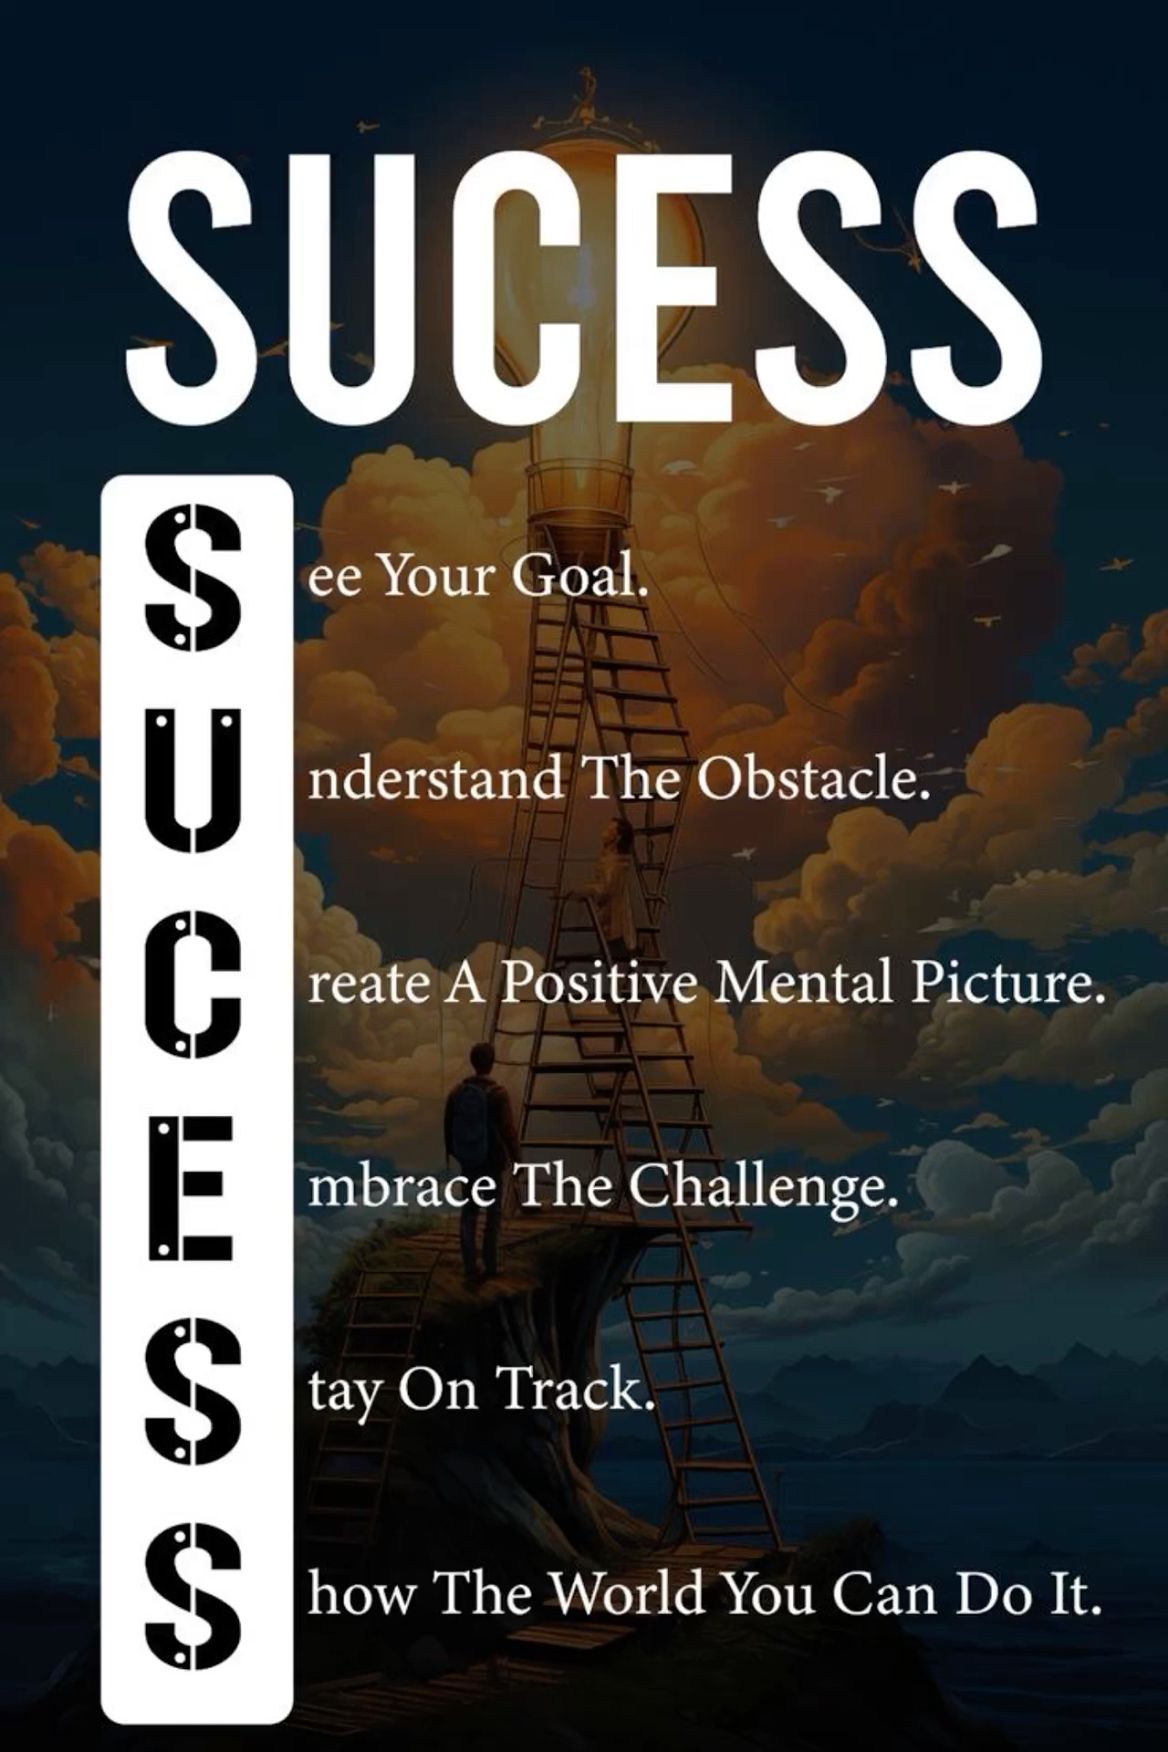 SUCESS
See Your Goal.
Understand The Obstacle.
Create A Positive Mental Picture.
Embrace The Challenge.
Stay On Track.
Show The World You Can Do It.